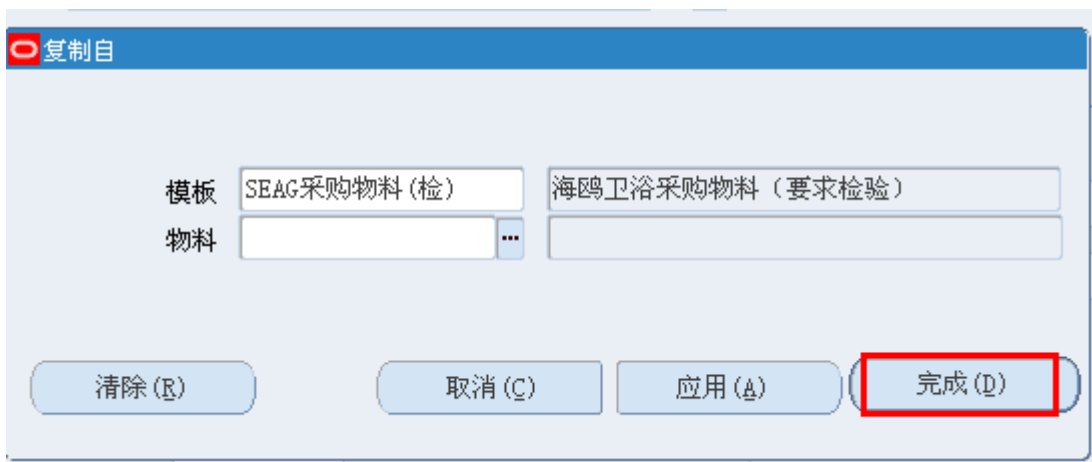 复制自
模板 SEAG采购物料(检) 海鸥卫浴采购物料（要求检验）
物料 ...
清除(R) 取消(C) 应用(A) 完成(D)